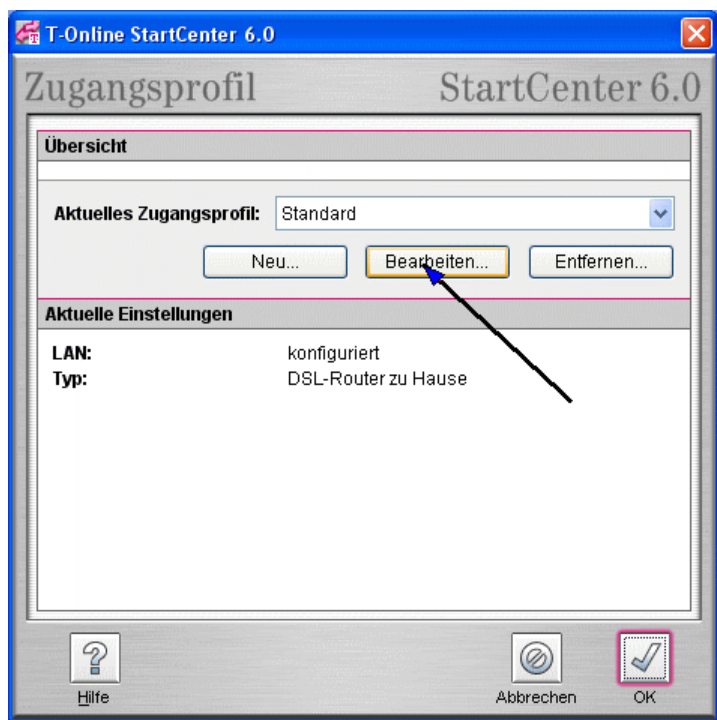 T-Online StartCenter 6.0
Zugangsprofil StartCenter 6.0
Übersicht
Aktuelles Zugangsprofil: Standard
Neu... Bearbeiten... Entfernen...
Aktuelle Einstellungen
LAN: konfiguriert
Typ: DSL-Router zu Hause
Hilfe Abbrechen OK